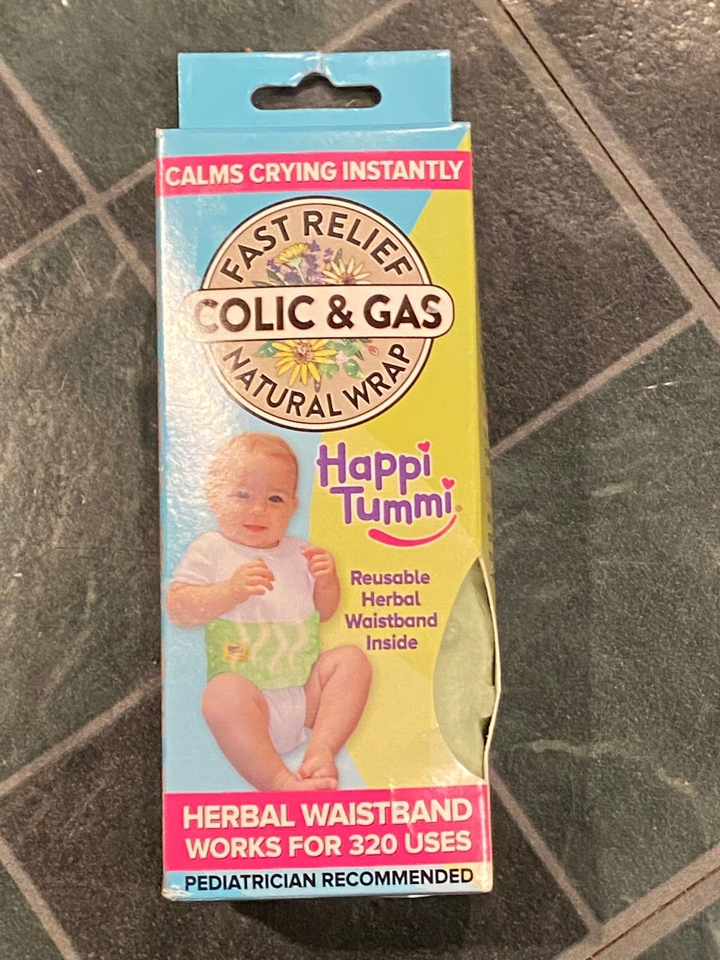 CALMS CRYING INSTANTLY
FAST RELIEF
COLIC & GAS
NATURAL WRAP
Happi
Tummi®
Reusable
Herbal
Waistband
Inside
HERBAL WAISTBAND
WORKS FOR 320 USES
PEDIATRICIAN RECOMMENDED